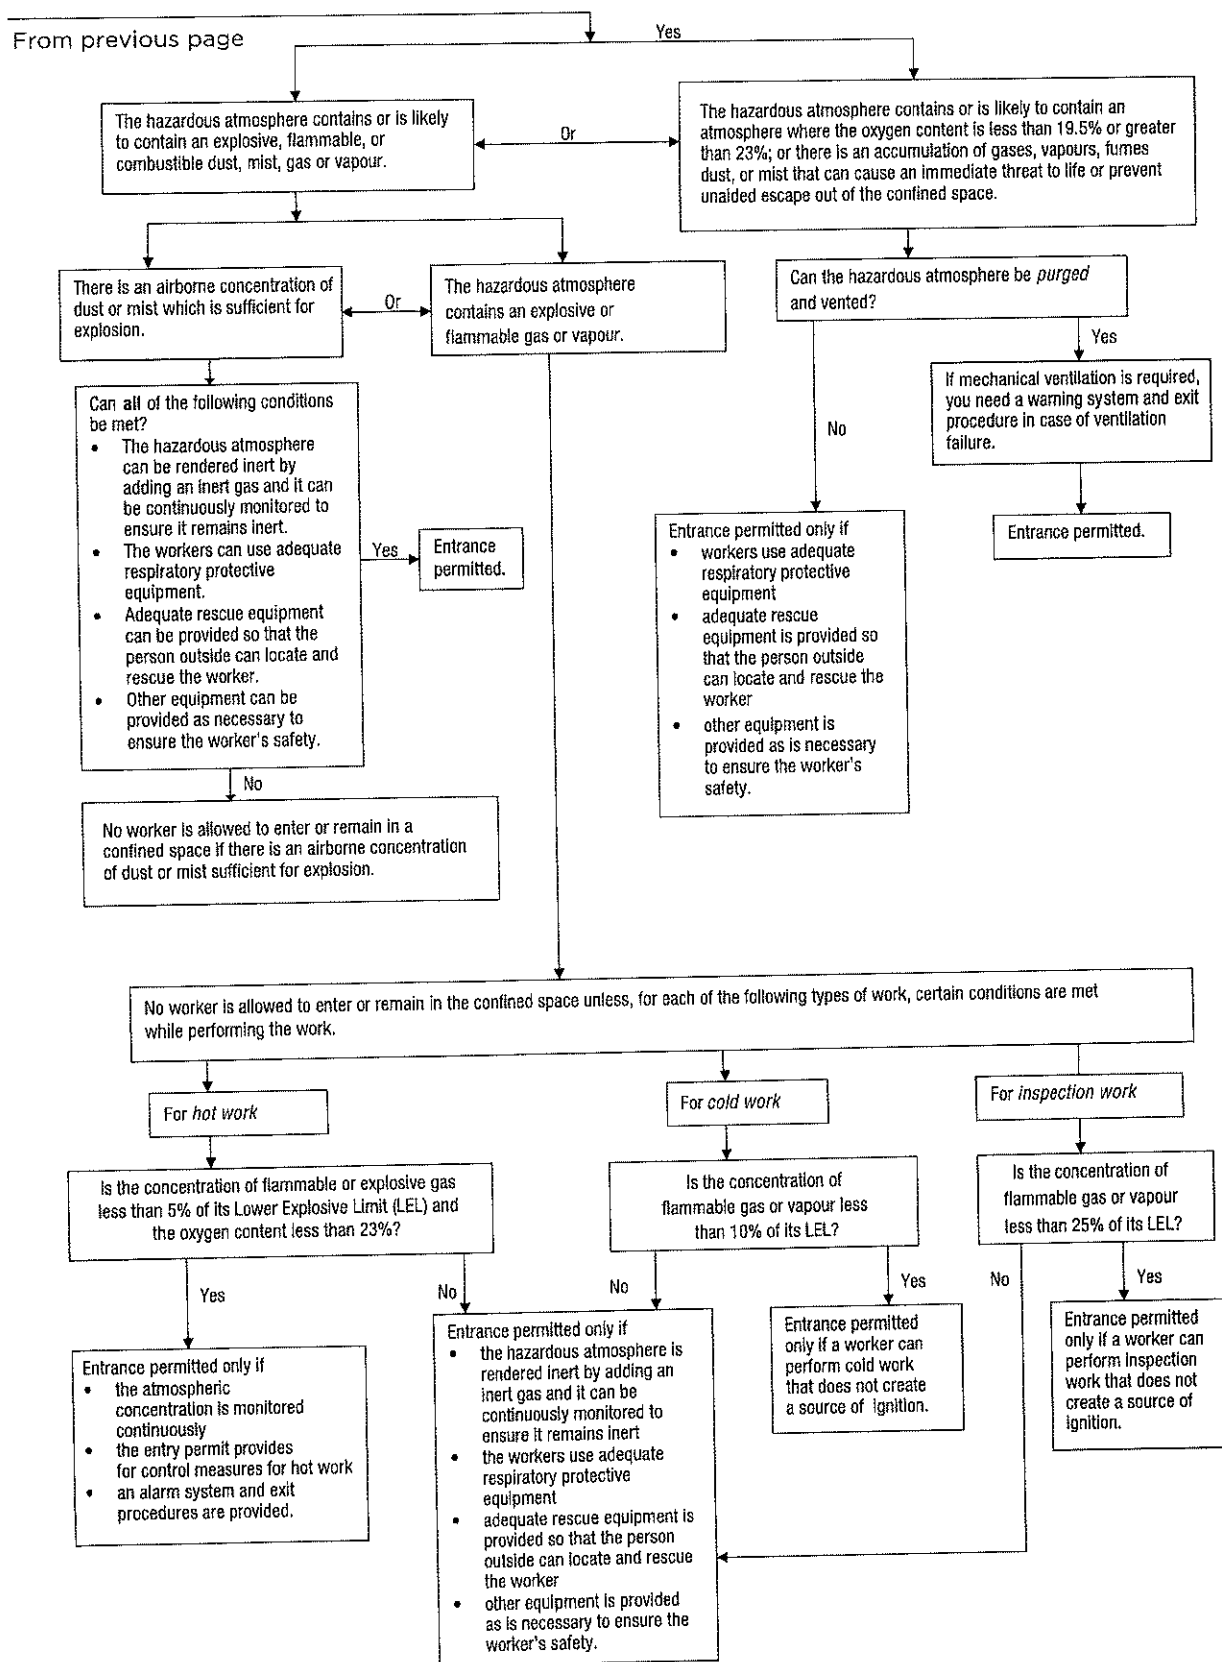 From previous page
Yes
The hazardous atmosphere contains or is likely
to contain an explosive, flammable, or
combustible dust, mist, gas or vapour.
Or
The hazardous atmosphere contains or is likely to contain an
atmosphere where the oxygen content is less than 19.5% or greater
than 23%; or there is an accumulation of gases, vapours, fumes
dust, or mist that can cause an immediate threat to life or prevent
unaided escape out of the confined space.
There is an airborne concentration of
dust or mist which is sufficient for
explosion.
Or
The hazardous atmosphere
contains an explosive or
flammable gas or vapour.
Can the hazardous atmosphere be purged
and vented?
Yes
If mechanical ventilation is required,
you need a warning system and exit
procedure in case of ventilation
failure.
No
Entrance permitted.
Can all of the following conditions
be met?
• The hazardous atmosphere
can be rendered inert by
adding an inert gas and it can
be continuously monitored to
ensure it remains inert.
• The workers can use adequate
respiratory protective
equipment.
• Adequate rescue equipment
can be provided so that the
person outside can locate and
rescue the worker.
• Other equipment can be
provided as necessary to
ensure the worker's safety.
Yes
Entrance
permitted.
Entrance permitted only if
• workers use adequate
respiratory protective
equipment
• adequate rescue
equipment is provided so
that the person outside
can locate and rescue the
worker
• other equipment is
provided as is necessary
to ensure the worker's
safety.
No
No worker is allowed to enter or remain in a
confined space if there is an airborne concentration
of dust or mist sufficient for explosion.
No worker is allowed to enter or remain in the confined space unless, for each of the following types of work, certain conditions are met
while performing the work.
For hot work
For cold work
For inspection work
Is the concentration of flammable or explosive gas
less than 5% of its Lower Explosive Limit (LEL) and
the oxygen content less than 23%?
Is the concentration of
flammable gas or vapour less
than 10% of its LEL?
Is the concentration of
flammable gas or vapour
less than 25% of its LEL?
Yes
No
No
Yes
No
Yes
Entrance permitted only if
• the atmospheric
concentration is monitored
continuously
• the entry permit provides
for control measures for hot work
• an alarm system and exit
procedures are provided.
Entrance permitted only if
• the hazardous atmosphere is
rendered inert by adding an
inert gas and it can be
continuously monitored to
ensure it remains inert
• the workers use adequate
respiratory protective
equipment
• adequate rescue equipment is
provided so that the person
outside can locate and rescue
the worker
• other equipment is provided
as is necessary to ensure the
worker's safety.
Entrance permitted
only if a worker can
perform cold work
that does not create
a source of ignition.
Entrance permitted
only if a worker can
perform inspection
work that does not
create a source of
ignition.